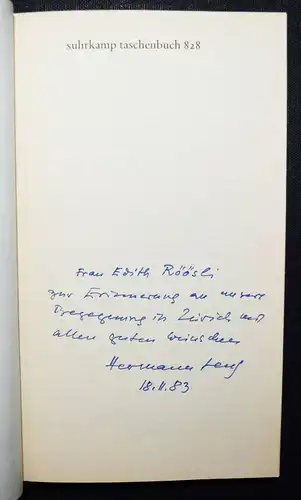 suhrkamp taschenbuch 828
Frau Edith Röösli
zur Erinnerung an unsere
Begegnung in Zürich mit
allen guten Wünschen
Hermann Lenz
18.11.83